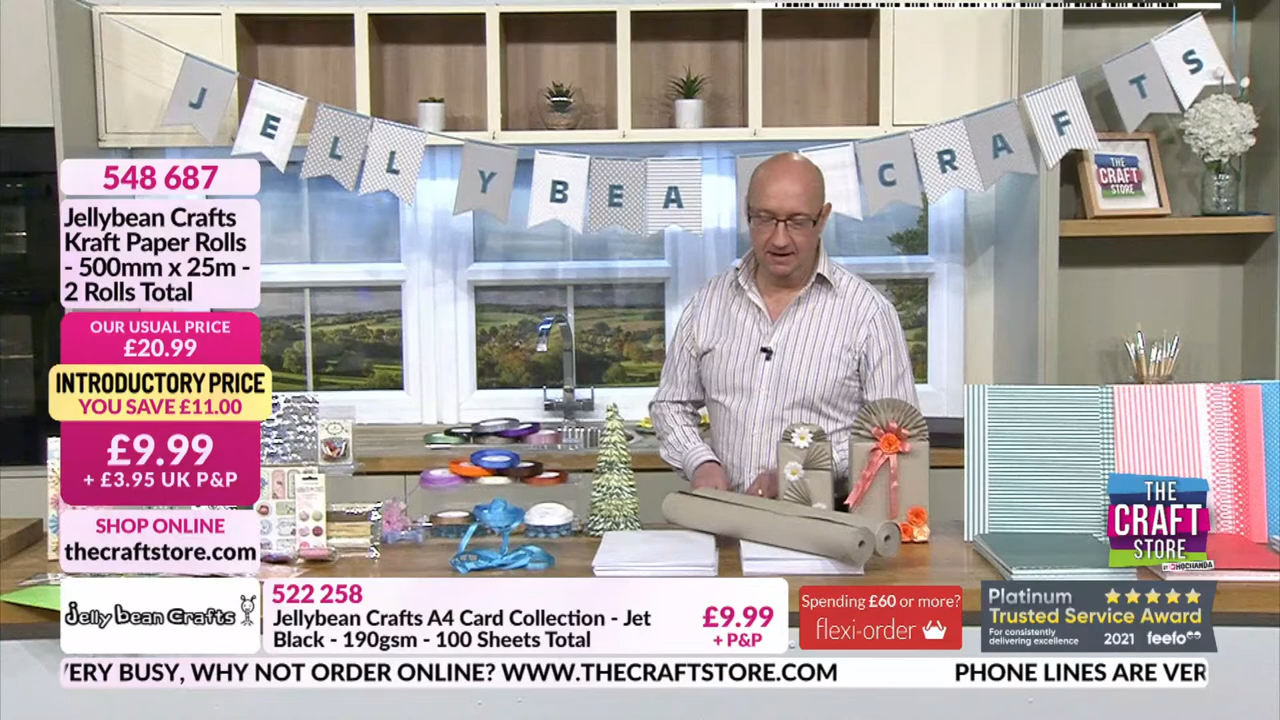 JELLYBEA CRAFTS
THE
CRAFT
STORE
548 687
Jellybean Crafts
Kraft Paper Rolls
- 500mm x 25m -
2 Rolls Total
OUR USUAL PRICE
£20.99
INTRODUCTORY PRICE
YOU SAVE £11.00
£9.99
+ £3.95 UK P&P
SHOP ONLINE
thecraftstore.com
THE
CRAFT
STORE
BY HOCHANDA
Jelly bean Crafts
522 258
Jellybean Crafts A4 Card Collection - Jet
Black - 190gsm - 100 Sheets Total
£9.99
+ P&P
Spending £60 or more?
flexi-order
Platinum
Trusted Service Award
For consistently
delivering excellence
2021 feefo
'ERY BUSY, WHY NOT ORDER ONLINE? WWW.THECRAFTSTORE.COM PHONE LINES ARE VER